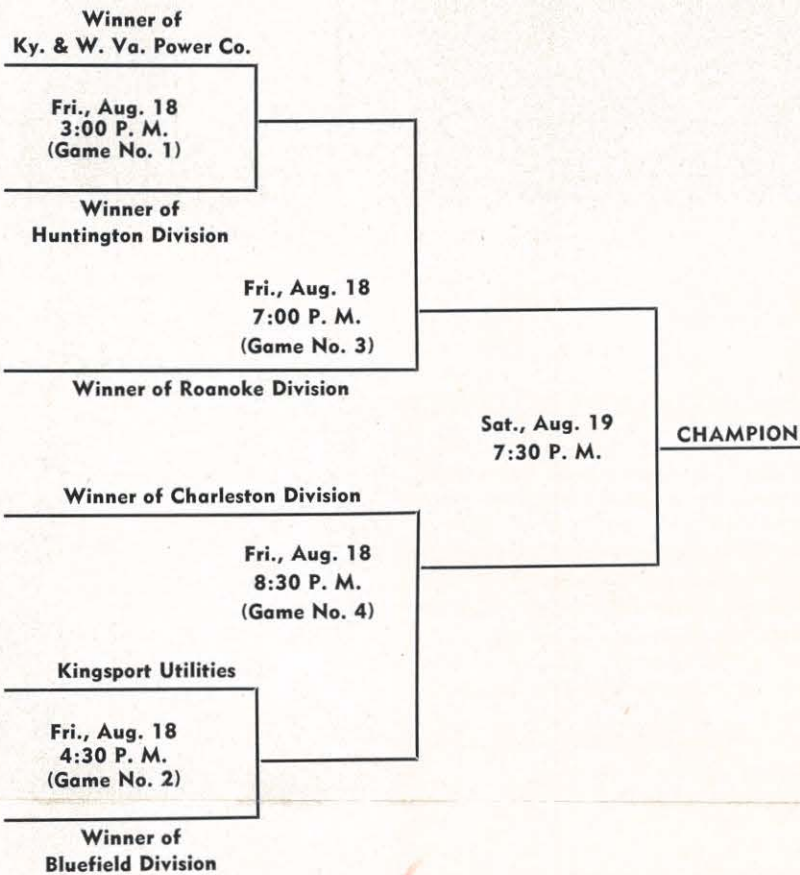 Winner of
Ky. & W. Va. Power Co.
Fri., Aug. 18
3:00 P. M.
(Game No. 1)
Winner of
Huntington Division
Fri., Aug. 18
7:00 P. M.
(Game No. 3)
Winner of Roanoke Division
Sat., Aug. 19
7:30 P. M.
CHAMPION
Winner of Charleston Division
Fri., Aug. 18
8:30 P. M.
(Game No. 4)
Kingsport Utilities
Fri., Aug. 18
4:30 P. M.
(Game No. 2)
Winner of
Bluefield Division